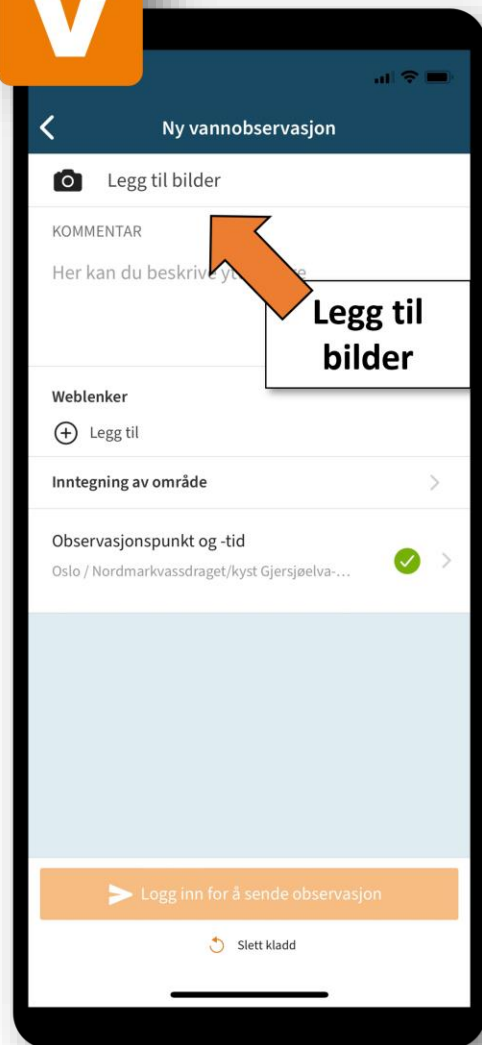 V
Ny vannobservasjon
Legg til bilder
KOMMENTAR
Her kan du beskrive
Legg til
bilder
Weblenker
Legg til
Inntegning av område
Observasjonspunkt og -tid
Oslo / Nordmarkvassdraget/kyst Gjersjøelva-...
Logg inn for å sende observasjon
Slett kladd